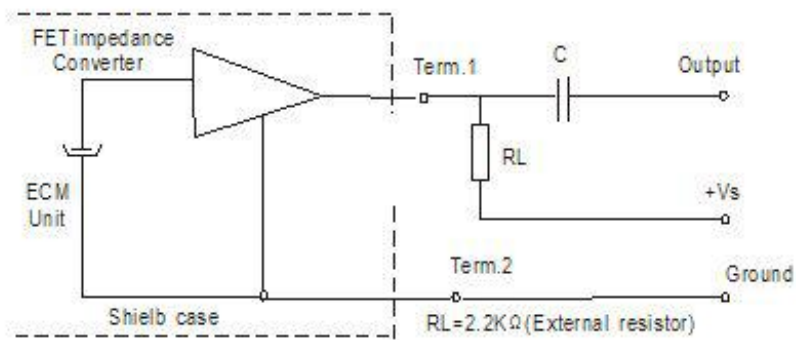 FET impedance
Converter
Term.1
C
Output
RL
ECM
Unit
+Vs
Term.2
Ground
Shielb case
RL=2.2KΩ(External resistor)